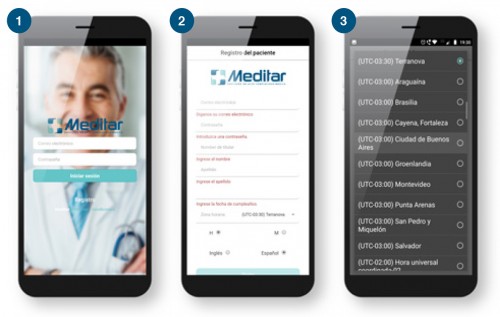 1
Meditar
Correo electrónico
Contraseña
Iniciar sesión
Registro
2
Registro del paciente
Meditar
Correo electrónico
Ingrese su correo electrónico
Contraseña
Introduzca una contraseña
Nombre de titular
Ingrese el nombre
Apellido
Ingrese el apellido
Ingrese la fecha de cumpleaños
Zona horaria: (UTC-03:30) Terranova
H M
Inglés Español
3
19:30
(UTC-03:30) Terranova
(UTC-03:00) Araguaína
(UTC-03:00) Brasilia
(UTC-03:00) Cayena, Fortaleza
(UTC-03:00) Ciudad de Buenos
Aires
(UTC-03:00) Groenlandia
(UTC-03:00) Montevideo
(UTC-03:00) Punta Arenas
(UTC-03:00) San Pedro y
Miquelón
(UTC-03:00) Salvador
(UTC-02:00) Hora universal
coordinada-02